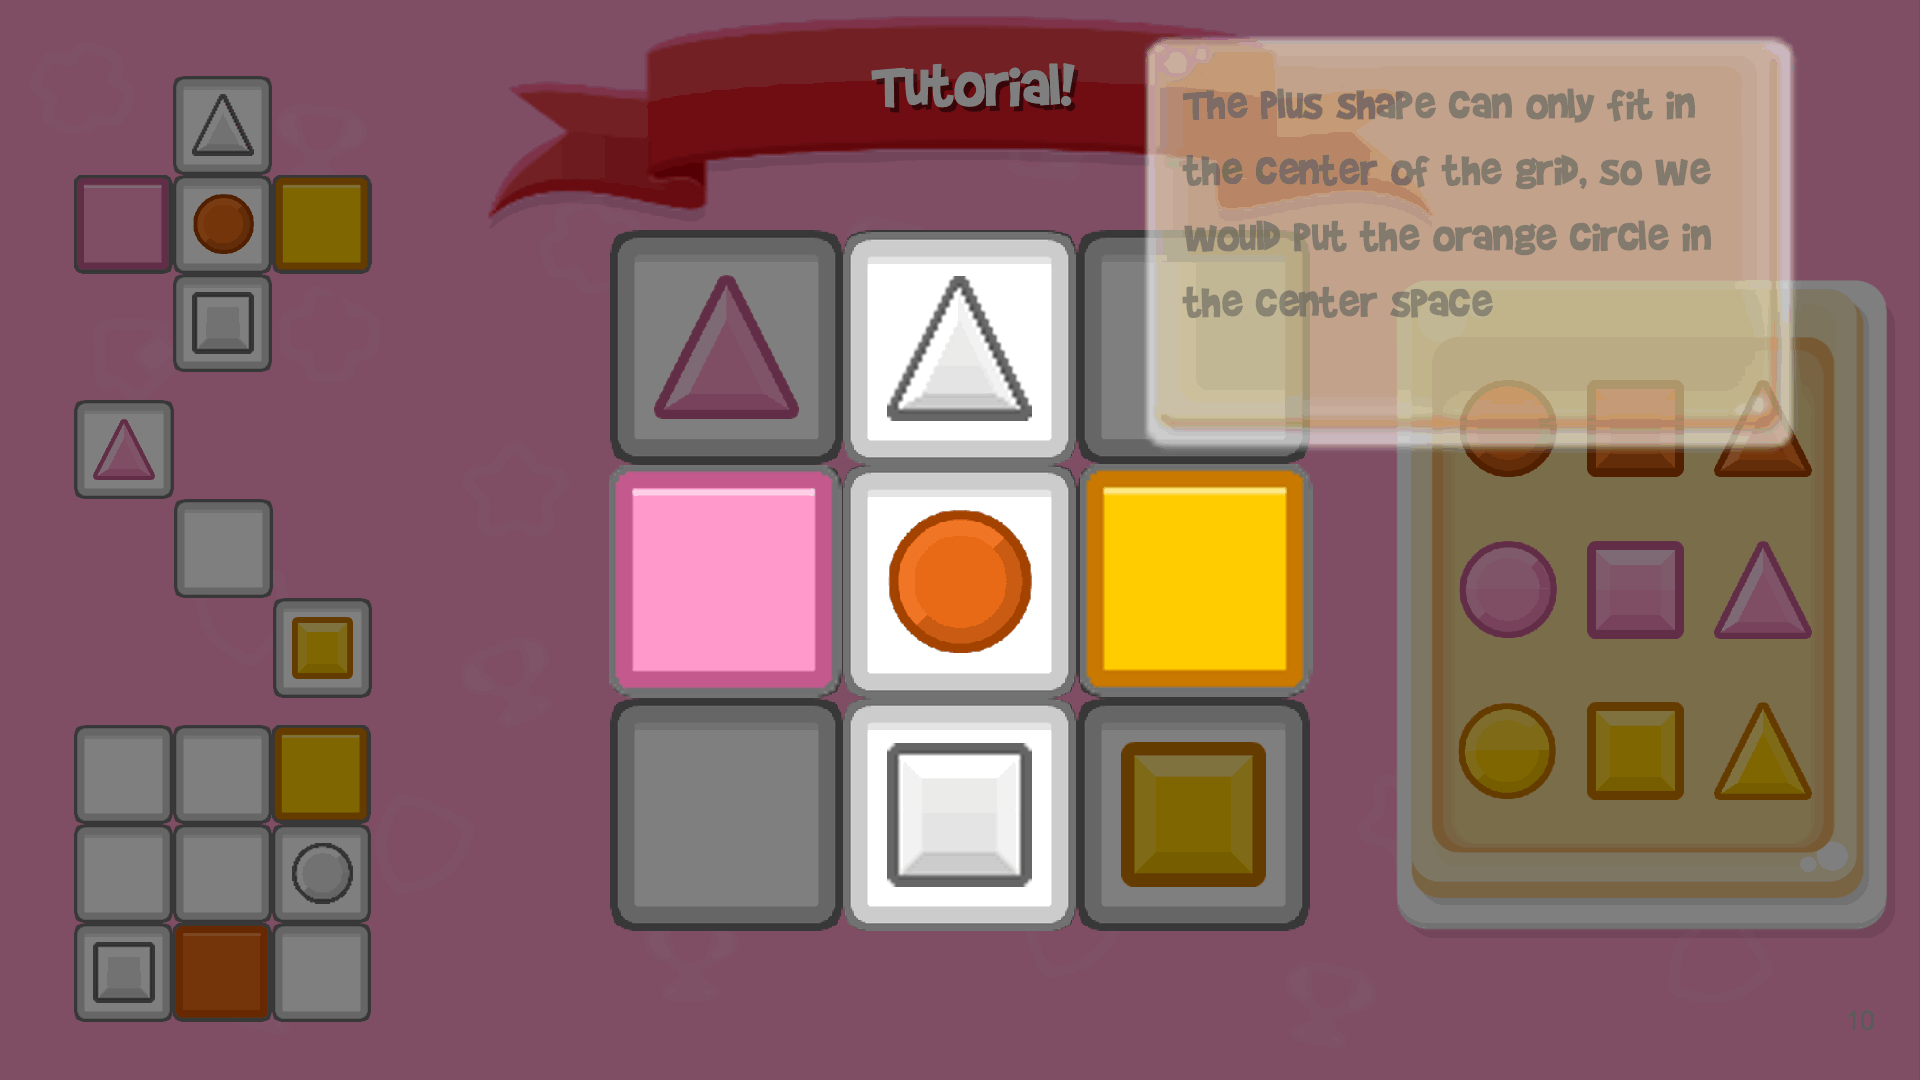 Tutorial!
The Plus shape can only fit in
the center of the grid, so we
would put the orange circle in
the center space
10